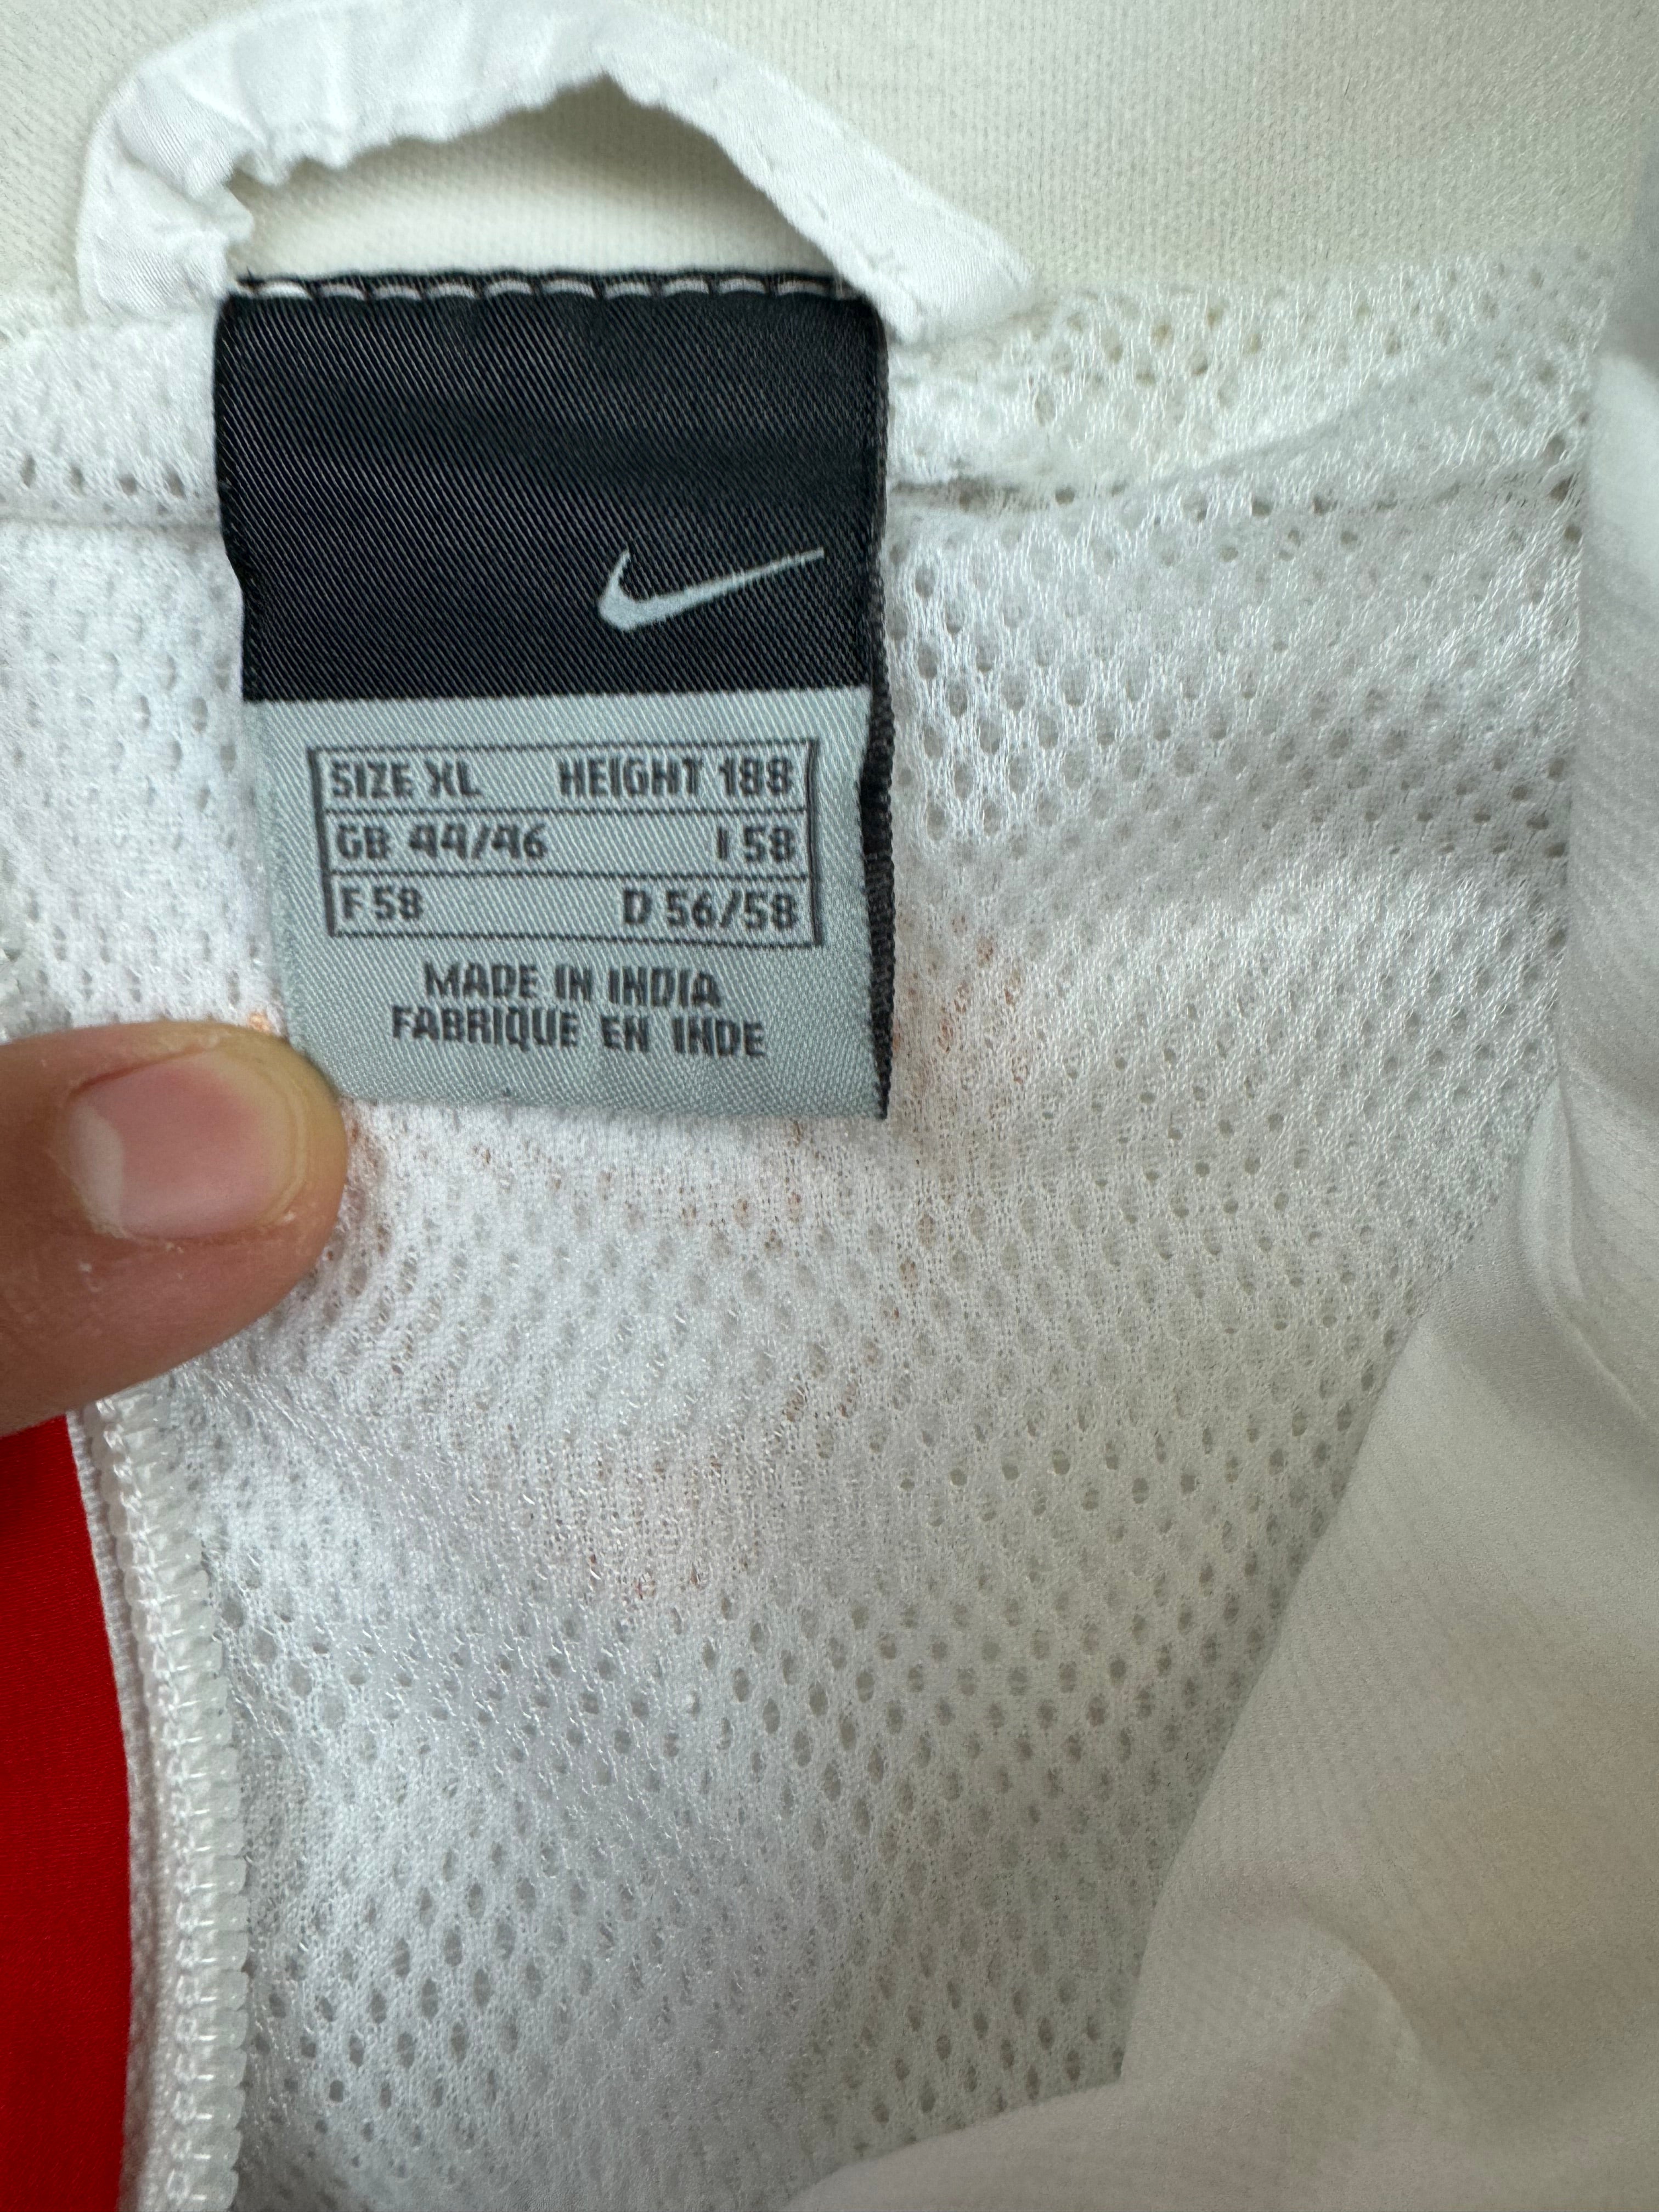 SIZE XL HEIGHT 188
GB 44/46 I 58
F 58 D 56/58
MADE IN INDIA
FABRIQUE EN INDE